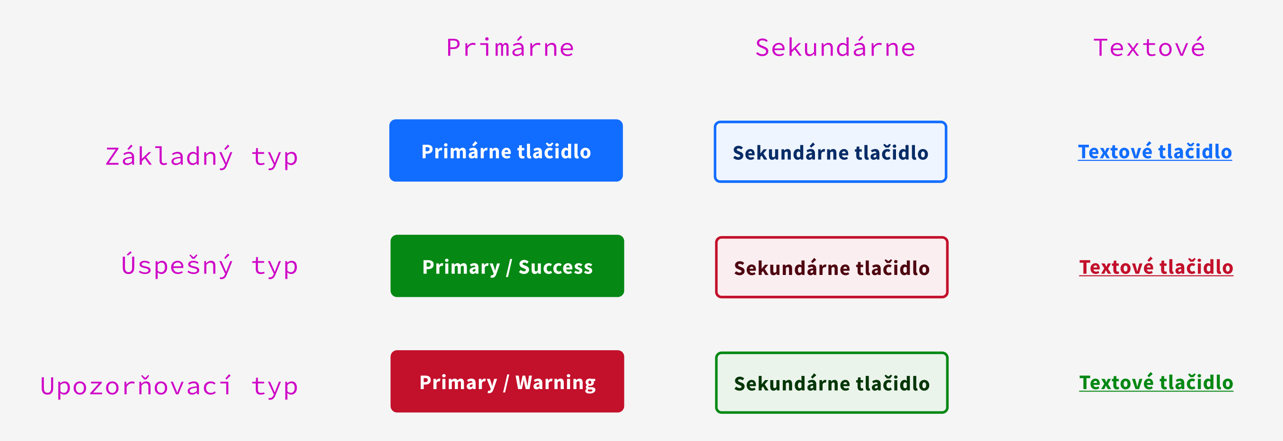 Primárne Sekundárne Textové
Základný typ Primárne tlačidlo Sekundárne tlačidlo Textové tlačidlo
Úspešný typ Primary / Success Sekundárne tlačidlo Textové tlačidlo
Upozorňovací typ Primary / Warning Sekundárne tlačidlo Textové tlačidlo